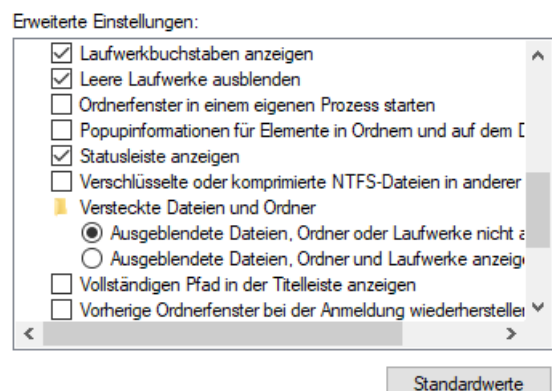 Erweiterte Einstellungen:
Laufwerkbuchstaben anzeigen
Leere Laufwerke ausblenden
Ordnerfenster in einem eigenen Prozess starten
Popupinformationen für Elemente in Ordnern und auf dem
Statusleiste anzeigen
Verschlüsselte oder komprimierte NTFS-Dateien in anderer
Versteckte Dateien und Ordner
Ausgeblendete Dateien, Ordner oder Laufwerke nicht
Ausgeblendete Dateien, Ordner und Laufwerke
Vollständigen Pfad in der Titelleiste anzeigen
Vorherige Ordnerfenster bei der Anmeldung
Standardwerte